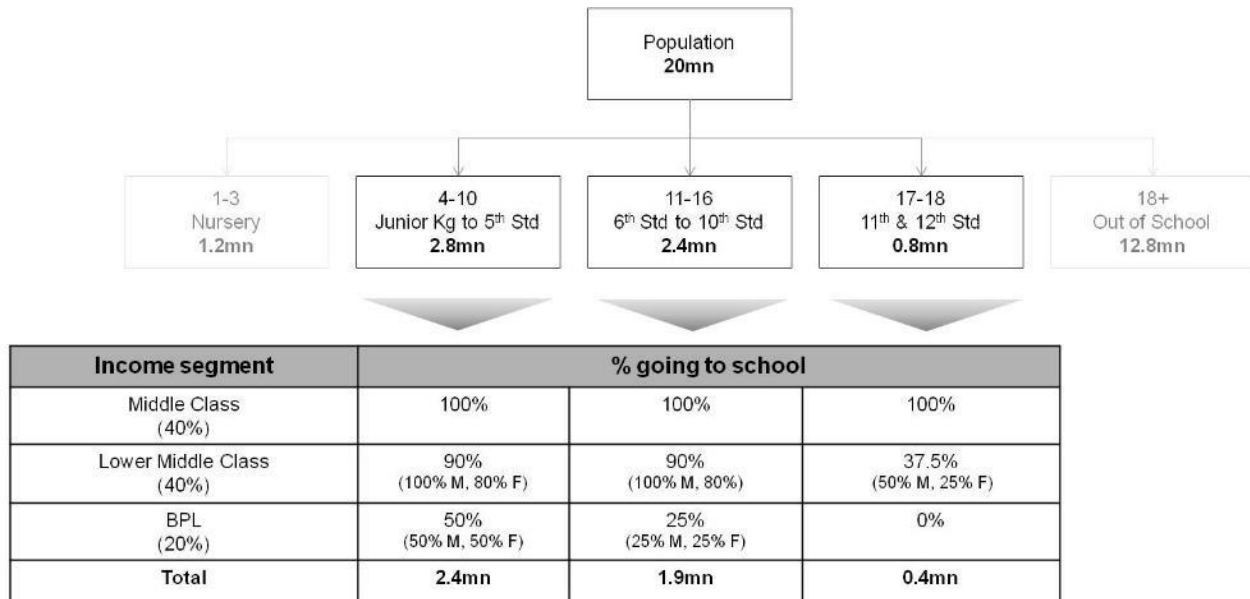 Population
20mn
1-3
Nursery
1.2mn
4-10
Junior Kg to 5th Std
2.8mn
11-16
6th Std to 10th Std
2.4mn
17-18
11th & 12th Std
0.8mn
18+
Out of School
12.8mn
Income segment
% going to school
Middle Class
(40%)
100%
100%
100%
Lower Middle Class
(40%)
90%
(100% M, 80% F)
90%
(100% M, 80%)
37.5%
(50% M, 25% F)
BPL
(20%)
50%
(50% M, 50% F)
25%
(25% M, 25% F)
0%
Total
2.4mn
1.9mn
0.4mn